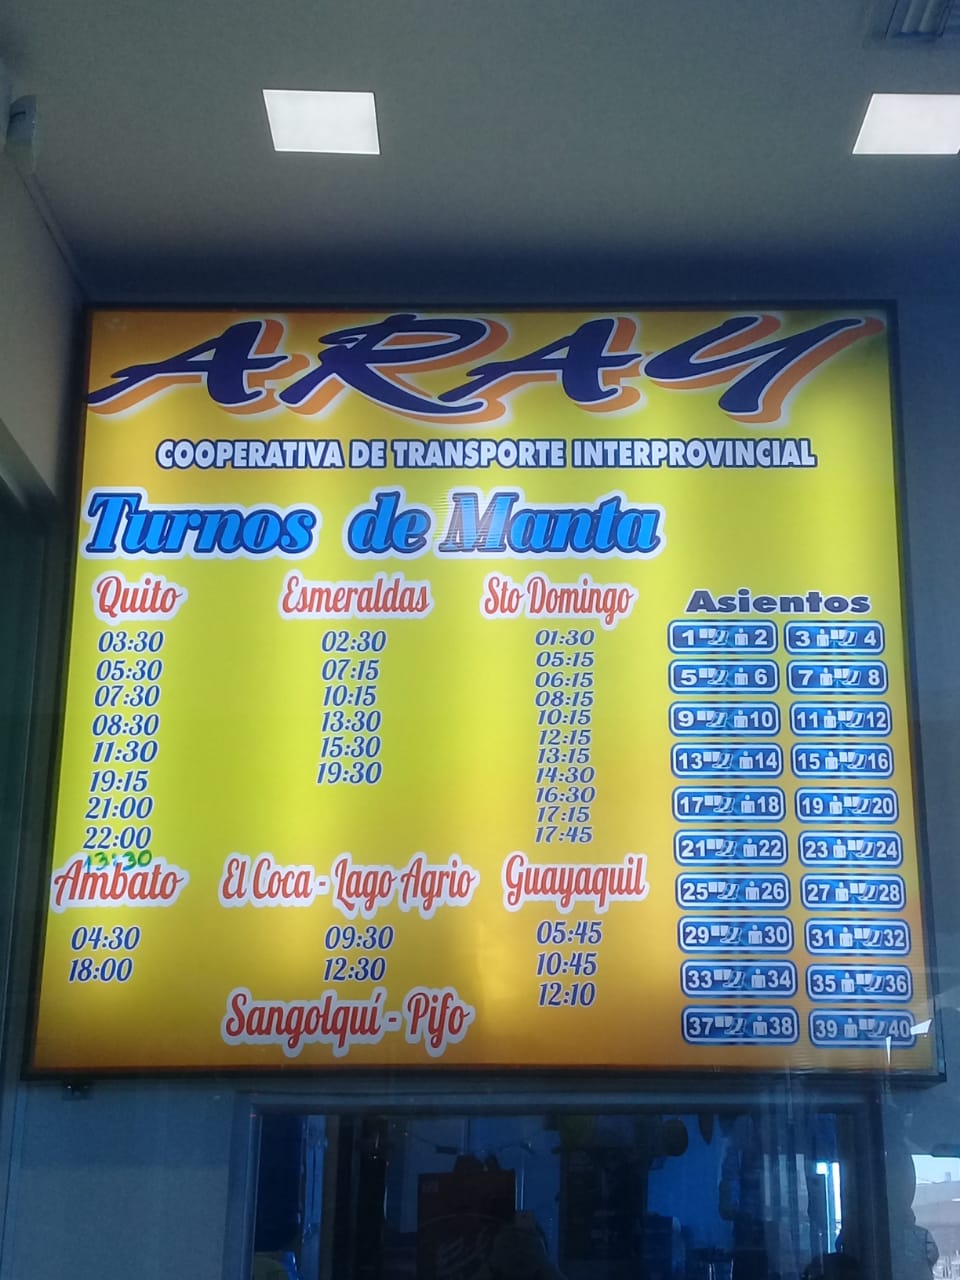 ARAY
COOPERATIVA DE TRANSPORTE INTERPROVINCIAL
Turnos de Manta
Quito
03:30
05:30
07:30
08:30
11:30
19:15
21:00
22:00
13:30
Esmeraldas
02:30
07:15
10:15
13:30
15:30
19:30
Sto Domingo
01:30
05:15
06:15
08:15
10:15
12:15
13:15
14:30
16:30
17:15
17:45
Ambato
04:30
18:00
El Coca - Lago Agrio
09:30
12:30
Sangolquí - Pifo
Guayaquil
05:45
10:45
12:10
Asientos
1 2 3 4
5 6 7 8
9 10 11 12
13 14 15 16
17 18 19 20
21 22 23 24
25 26 27 28
29 30 31 32
33 34 35 36
37 38 39 40